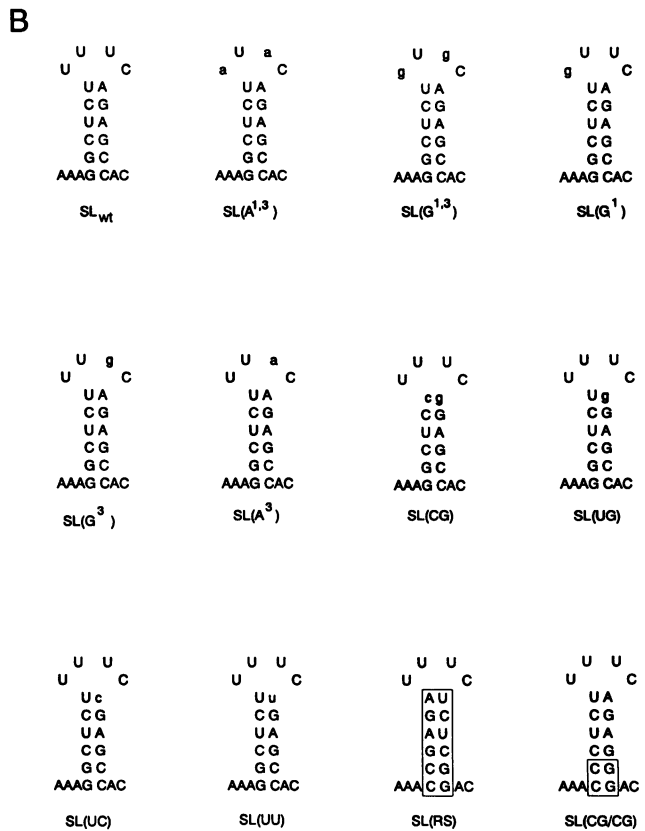 B
U U U a U g U U
U C a C g C g C
U A U A U A U A
C G C G C G C G
U A U A U A U A
C G C G C G C G
G C G C G C G C
AAAG CAC AAAG CAC AAAG CAC AAAG CAC
SLwt SL(A1,3) SL(G1,3) SL(G1)
U g U a U U U U
U C U C U C U C
U A U A c g U g
C G C G C G C G
U A U A U A U A
C G C G C G C G
G C G C G C G C
AAAG CAC AAAG CAC AAAG CAC AAAG CAC
SL(G3) SL(A3) SL(CG) SL(UG)
U U U U U U U U
U C U C U C U C
U c U u A U U A
C G C G G C C G
U A U A A U U A
C G C G G C C G
G C G C C G C G
AAAG CAC AAAG CAC AAAC GAC AAAC GAC
SL(UC) SL(UU) SL(RS) SL(CG/CG)